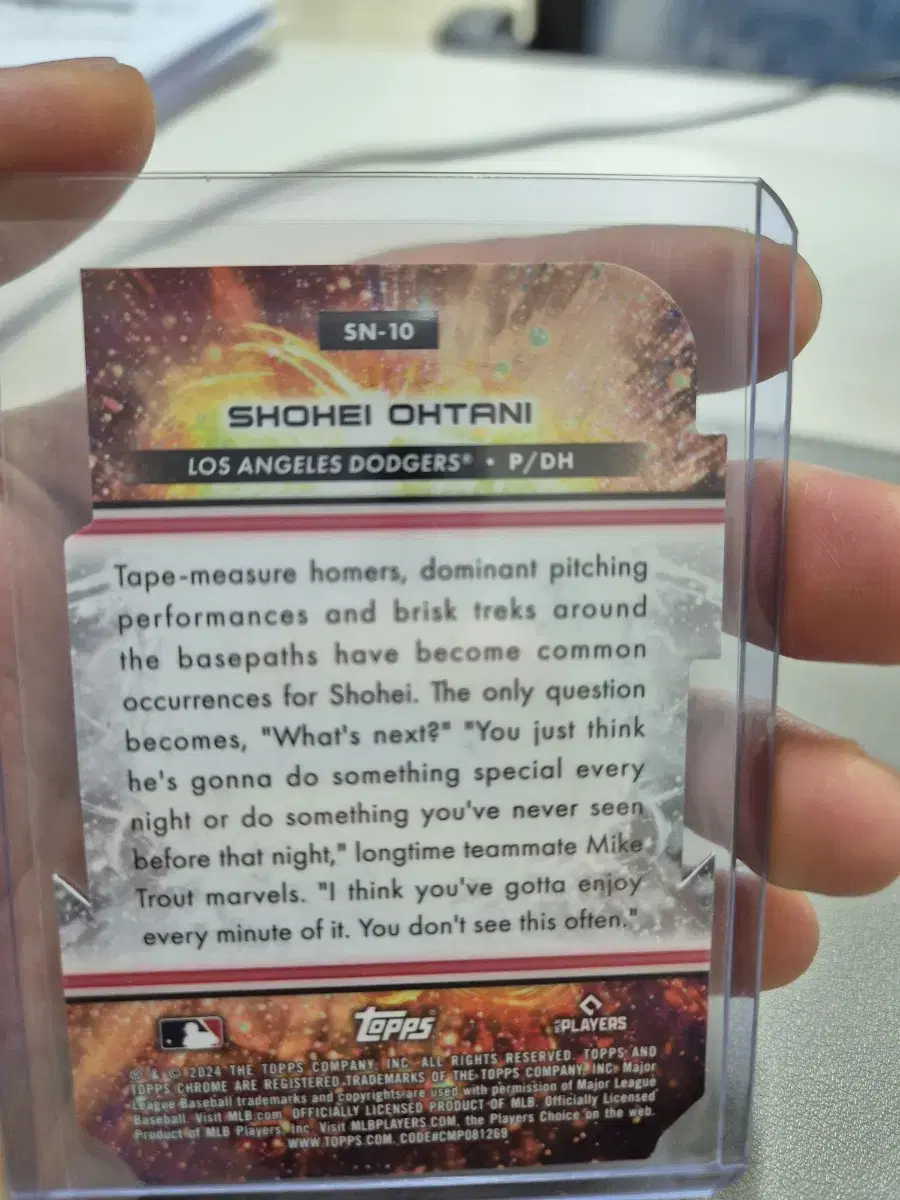 SN-10
SHOHEI OHTANI
LOS ANGELES DODGERS® • P/DH
Tape-measure homers, dominant pitching
performances and brisk treks around
the basepaths have become common
occurrences for Shohei. The only question
becomes, "What's next?" "You just think
he's gonna do something special every
night or do something you've never seen
before that night," longtime teammate Mike
Trout marvels. "I think you've gotta enjoy
every minute of it. You don't see this often."
TOPPS®
PLAYERS
® & © 2024 THE TOPPS COMPANY, INC. ALL RIGHTS RESERVED. TOPPS AND
TOPPS CHROME ARE REGISTERED TRADEMARKS OF THE TOPPS COMPANY, INC. Major
League Baseball trademarks and copyrights are used with permission of Major League
Baseball. Visit MLB.com. OFFICIALLY LICENSED PRODUCT OF MLB. Officially Licensed
Product of MLB Players, Inc. Visit MLBPLAYERS.COM, the Players Choice on the web.
WWW.TOPPS.COM. CODE#CMP081269